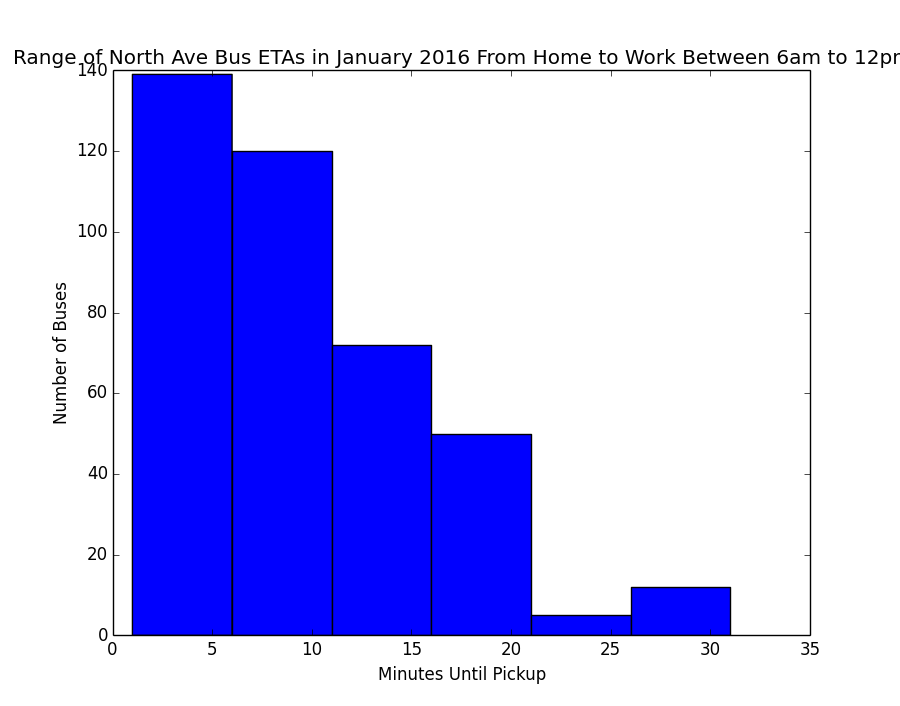 Range of North Ave Bus ETAs in January 2016 From Home to Work Between 6am to 12pr
140
120
100
80
60
40
20
0
Number of Buses
0 5 10 15 20 25 30 35
Minutes Until Pickup